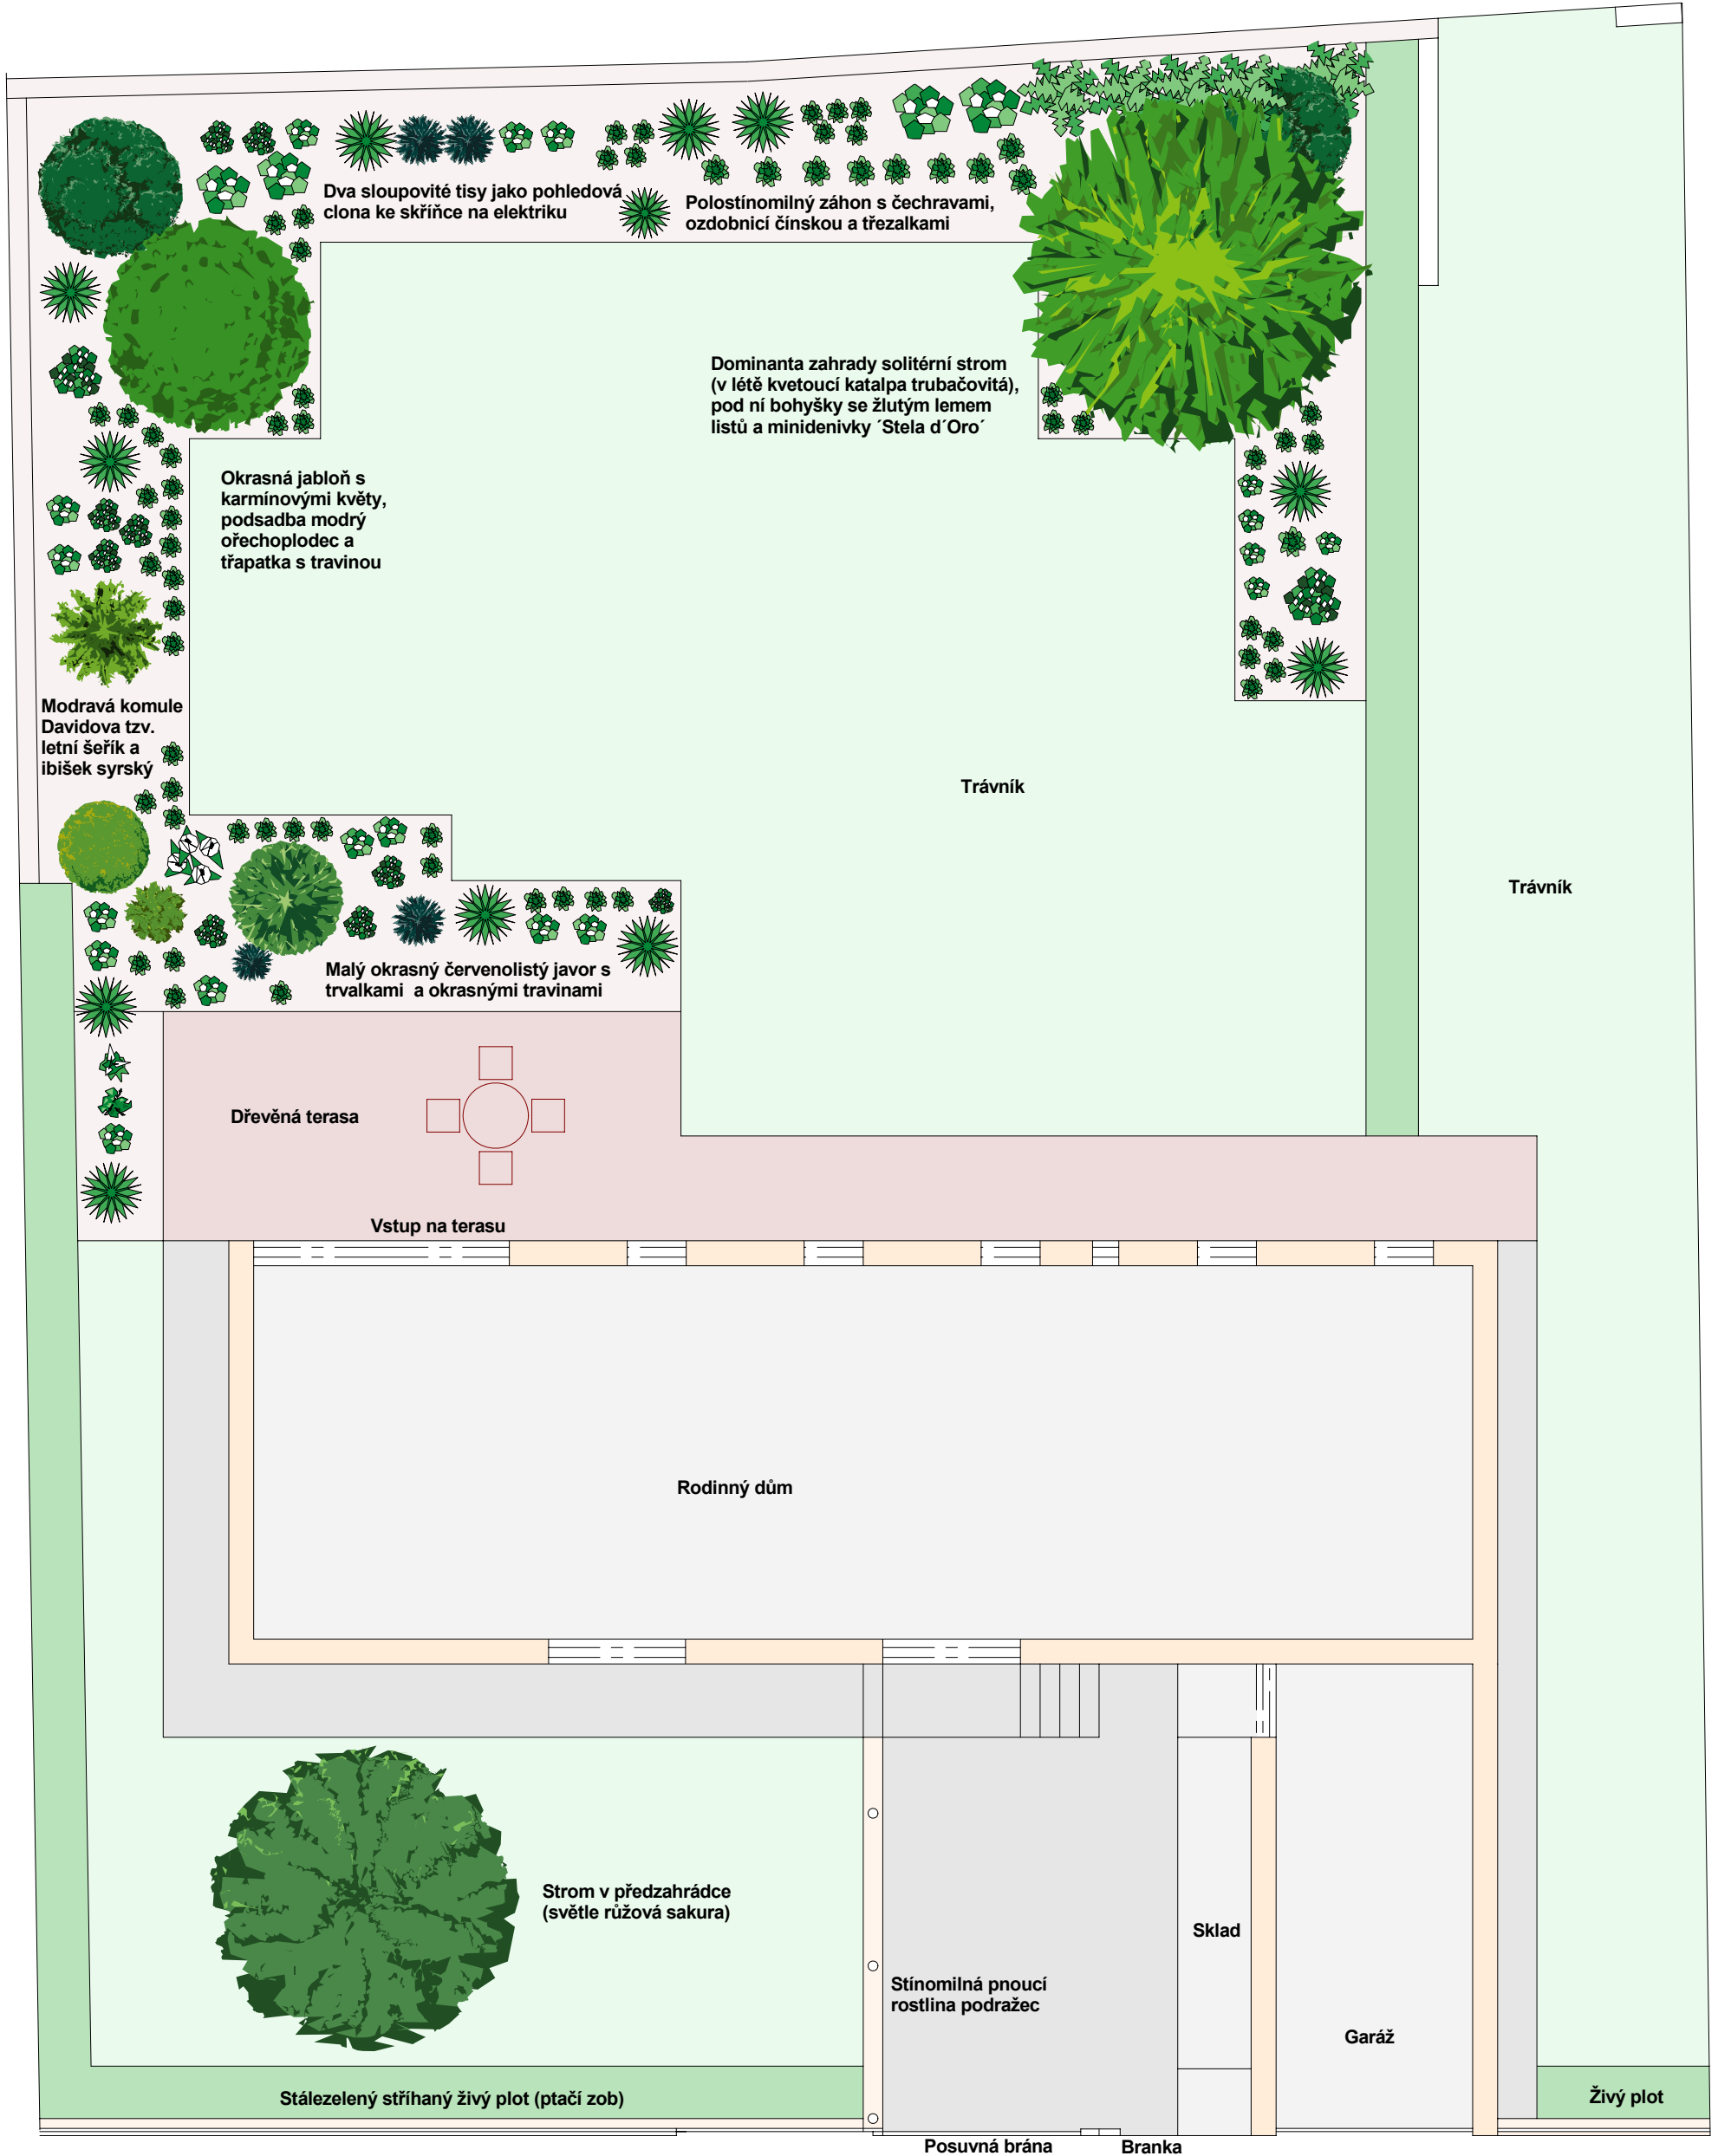 Dva sloupovité tisy jako pohledová
clona ke skříňce na elektriku
Polostínomilný záhon s čechravami,
ozdobnicí čínskou a třezalkami
Dominanta zahrady solitérní strom
(v létě kvetoucí katalpa trubačovitá),
pod ní bohyšky se žlutým lemem
listů a minidenivky ´Stela d´Oro´
Okrasná jabloň s
karmínovými květy,
podsadba modrý
ořechoplodec a
třapatka s travinou
Modravá komule
Davidova tzv.
letní šeřík a
ibišek syrský
Trávník
Trávník
Malý okrasný červenolistý javor s
trvalkami a okrasnými travinami
Dřevěná terasa
Vstup na terasu
Rodinný dům
Strom v předzahrádce
(světle růžová sakura)
Sklad
Stínomilná pnoucí
rostlina podražec
Garáž
Stálezelený stříhaný živý plot (ptačí zob)
Živý plot
Posuvná brána
Branka